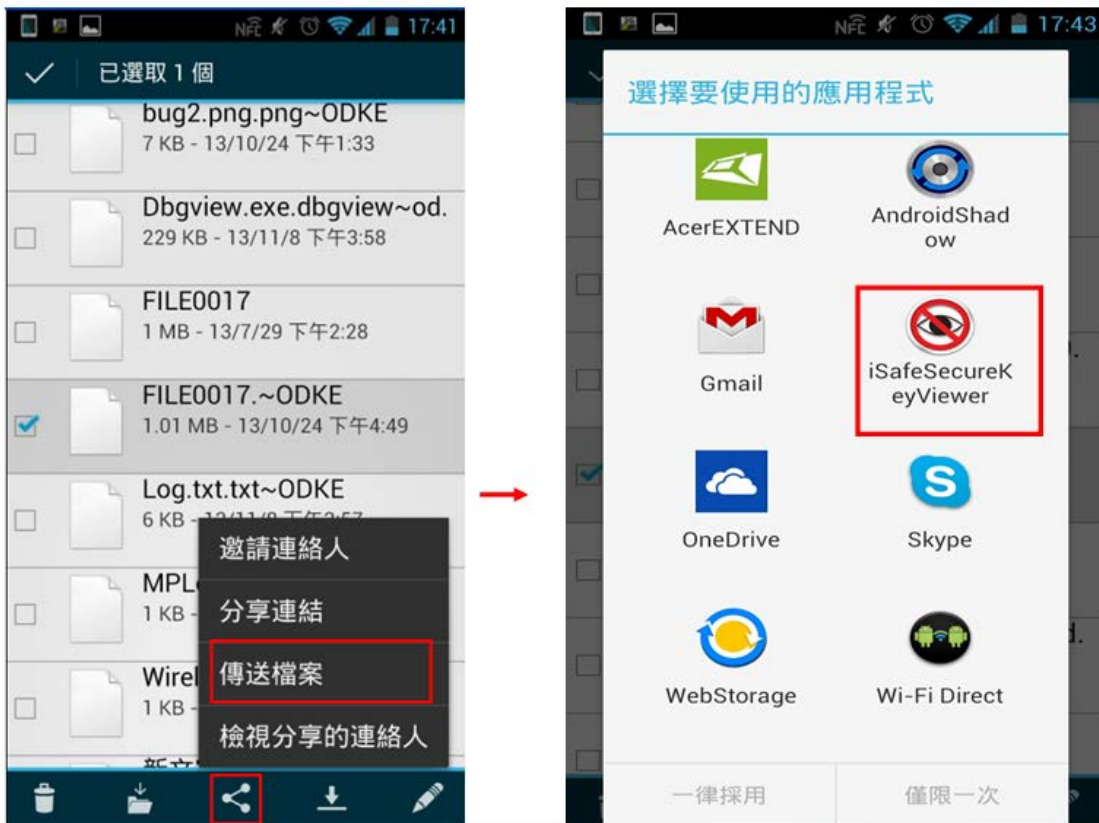 NFC 17:41
已選取 1 個
bug2.png.png~ODKE
7 KB - 13/10/24 下午1:33
Dbgview.exe.dbgview~od.
229 KB - 13/11/8 下午3:58
FILE0017
1 MB - 13/7/29 下午2:28
FILE0017.~ODKE
1.01 MB - 13/10/24 下午4:49
Log.txt.txt~ODKE
6 KB -
MPL
1 KB -
Wirel
1 KB -
邀請連絡人
分享連結
傳送檔案
檢視分享的連絡人
NFC 17:43
選擇要使用的應用程式
AcerEXTEND
AndroidShad
ow
Gmail
iSafeSecureK
eyViewer
OneDrive
Skype
WebStorage
Wi-Fi Direct
一律採用
僅限一次